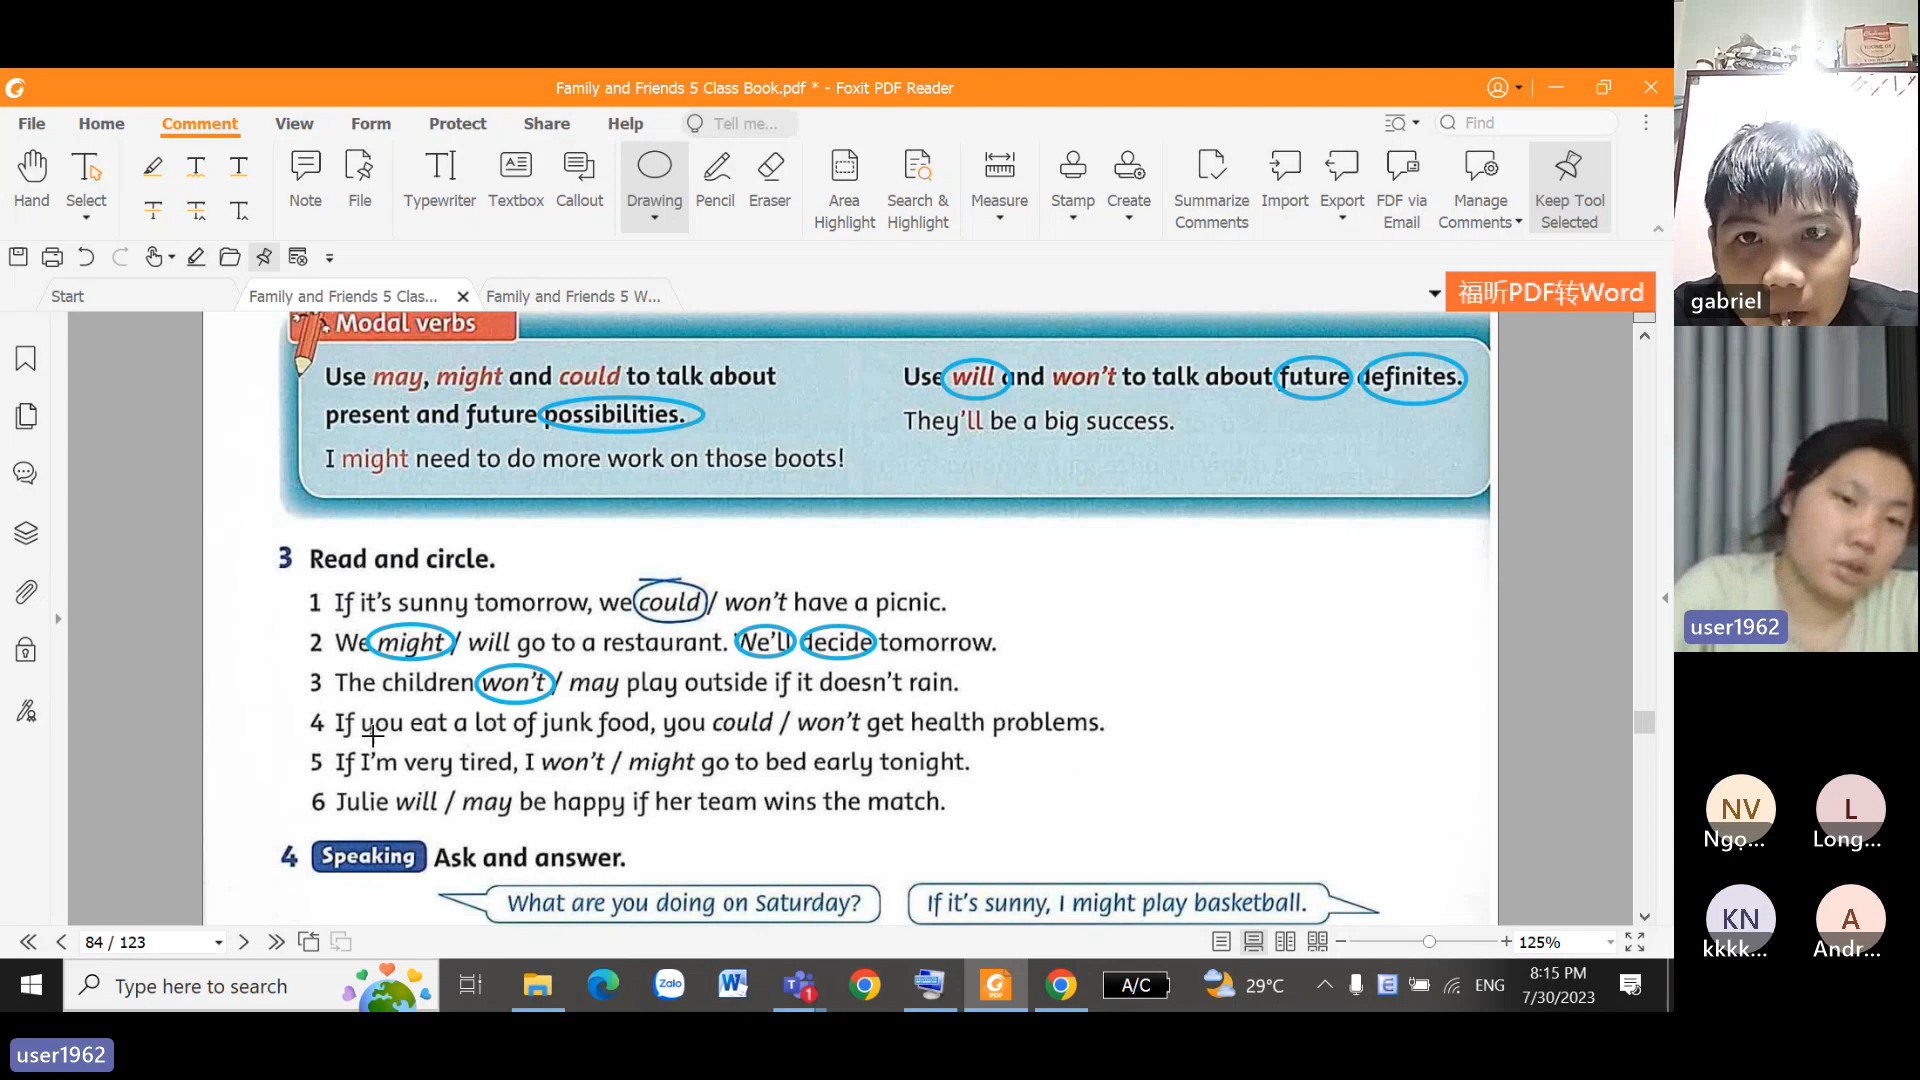 Family and Friends 5 Class Book.pdf * - Foxit PDF Reader
File Home Comment View Form Protect Share Help Tell me... Find
Hand Select Note File Typewriter Textbox Callout Drawing Pencil Eraser Area Highlight Search & Highlight Measure Stamp Create Summarize Comments Import Export FDF via Email Manage Comments Keep Tool Selected
Start Family and Friends 5 Clas... Family and Friends 5 W... 福昕PDF转Word
Modal verbs
Use may, might and could to talk about
present and future possibilities.
I might need to do more work on those boots!
Use will and won't to talk about future definites.
They'll be a big success.
3 Read and circle.
1 If it's sunny tomorrow, we could / won't have a picnic.
2 We might / will go to a restaurant. We'll decide tomorrow.
3 The children won't / may play outside if it doesn't rain.
4 If you eat a lot of junk food, you could / won't get health problems.
5 If I'm very tired, I won't / might go to bed early tonight.
6 Julie will / may be happy if her team wins the match.
4 Speaking Ask and answer.
What are you doing on Saturday? If it's sunny, I might play basketball.
84 / 123 125%
Type here to search Zalo 1 A/C 29°C ENG 8:15 PM
7/30/2023
user1962
gabriel
user1962
NV L
Ngọ... Long...
KN A
kkkk... Andr...